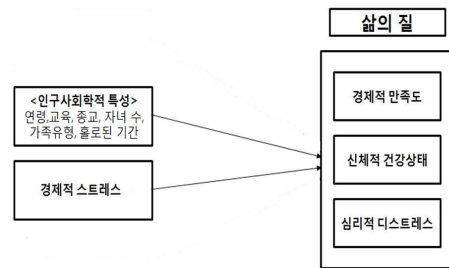 삶의 질
<인구사회학적 특성>
연령,교육, 종교, 자녀 수,
가족유형, 홀로된 기간
경제적 스트레스
경제적 만족도
신체적 건강상태
심리적 디스트레스